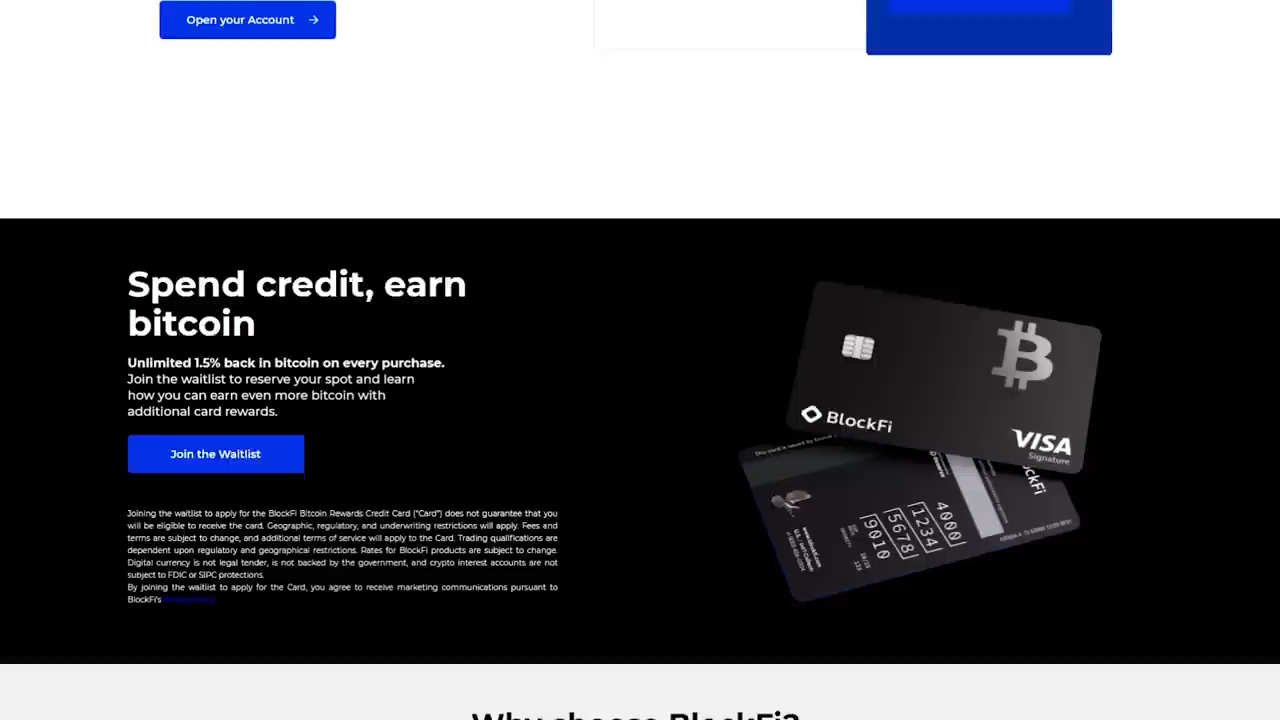 Open your Account
Spend credit, earn
bitcoin
Unlimited 1.5% back in bitcoin on every purchase.
Join the waitlist to reserve your spot and learn
how you can earn even more bitcoin with
additional card rewards.
Join the Waitlist
Joining the waitlist to apply for the BlockFi Bitcoin Rewards Credit Card ("Card") does not guarantee that you
will be eligible to receive the card. Geographic, regulatory, and underwriting restrictions will apply. Fees and
terms are subject to change, and additional terms of service will apply to the Card. Trading qualifications are
dependent upon regulatory and geographical restrictions. Rates for BlockFi products are subject to change.
Digital currency is not legal tender, is not backed by the government, and crypto interest accounts are not
subject to FDIC or SIPC protections.
By joining the waitlist to apply for the Card, you agree to receive marketing communications pursuant to
BlockFi's
BlockFi
VISA
Signature
4000
1234
5678
9010
Why choose BlockFi?